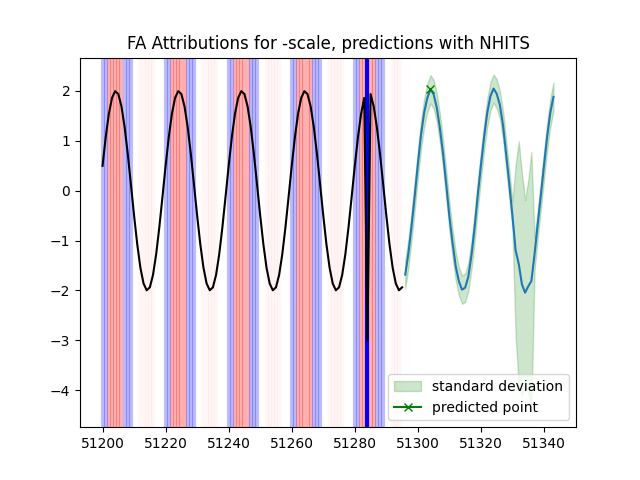 FA Attributions for -scale, predictions with NHITS
2
1
0
−1
−2
−3
−4
standard deviation
predicted point
51200 51220 51240 51260 51280 51300 51320 51340